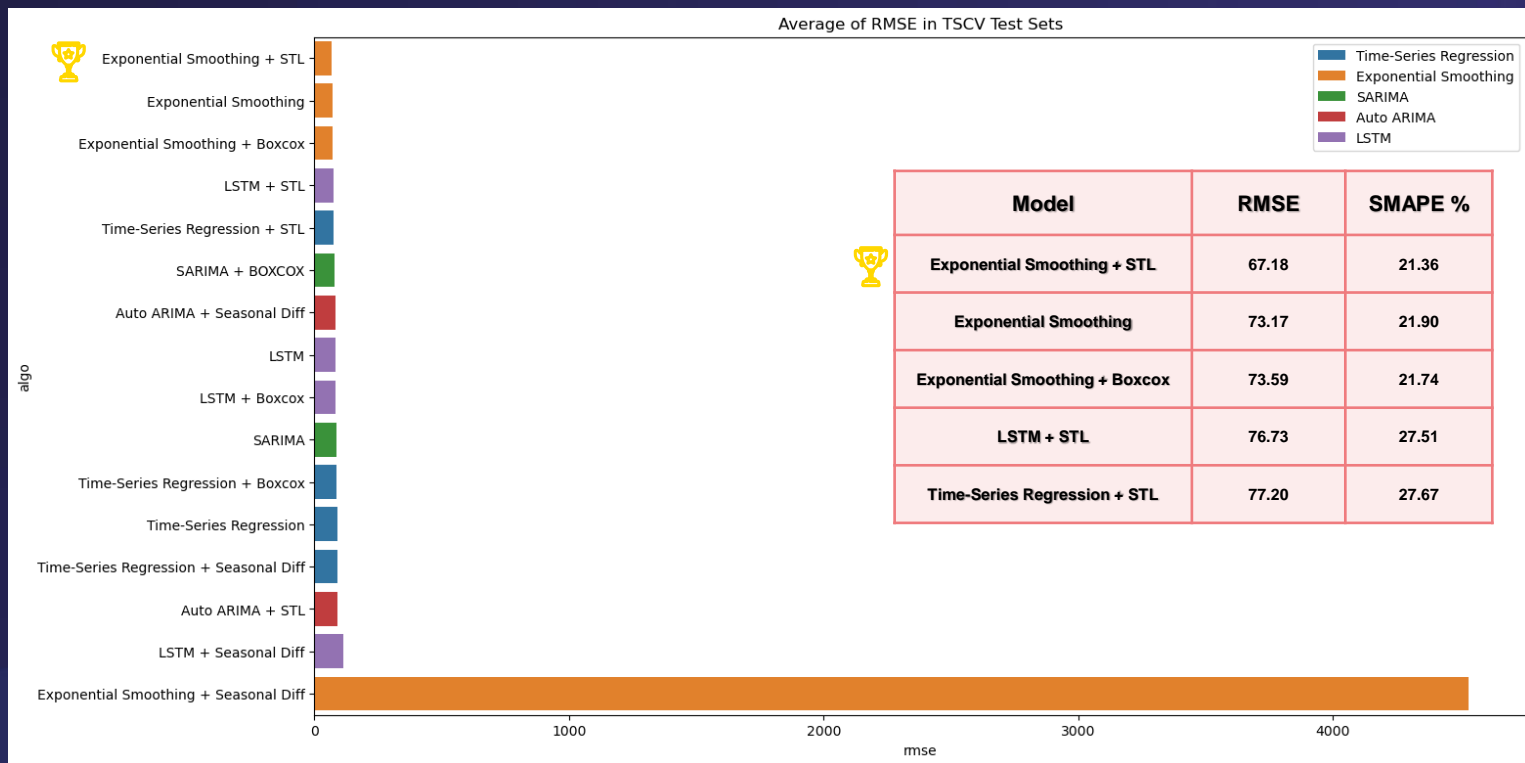 Average of RMSE in TSCV Test Sets
Exponential Smoothing + STL
Exponential Smoothing
Exponential Smoothing + Boxcox
LSTM + STL
Time-Series Regression + STL
SARIMA + BOXCOX
Auto ARIMA + Seasonal Diff
LSTM
LSTM + Boxcox
SARIMA
Time-Series Regression + Boxcox
Time-Series Regression
Time-Series Regression + Seasonal Diff
Auto ARIMA + STL
LSTM + Seasonal Diff
Exponential Smoothing + Seasonal Diff
algo
Time-Series Regression
Exponential Smoothing
SARIMA
Auto ARIMA
LSTM
Model RMSE SMAPE %
Exponential Smoothing + STL 67.18 21.36
Exponential Smoothing 73.17 21.90
Exponential Smoothing + Boxcox 73.59 21.74
LSTM + STL 76.73 27.51
Time-Series Regression + STL 77.20 27.67
0 1000 2000 3000 4000
rmse